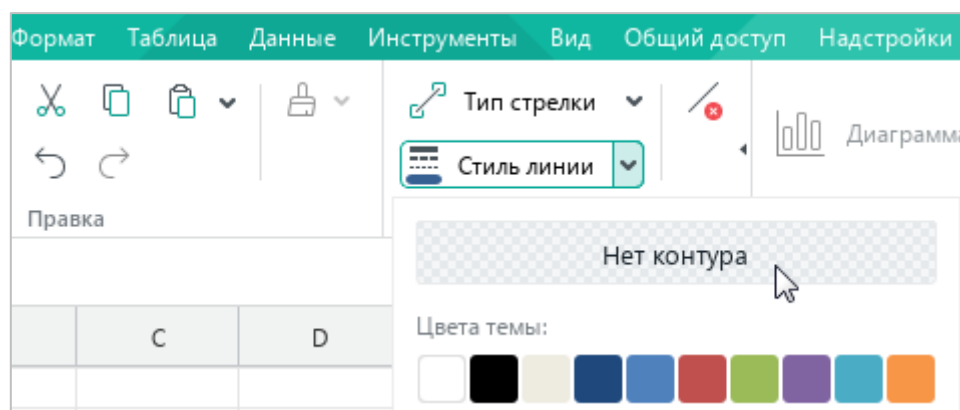 Формат Таблица Данные Инструменты Вид Общий доступ Надстройки
Тип стрелки
Стиль линии
Диаграмма
Правка
Нет контура
C D
Цвета темы: